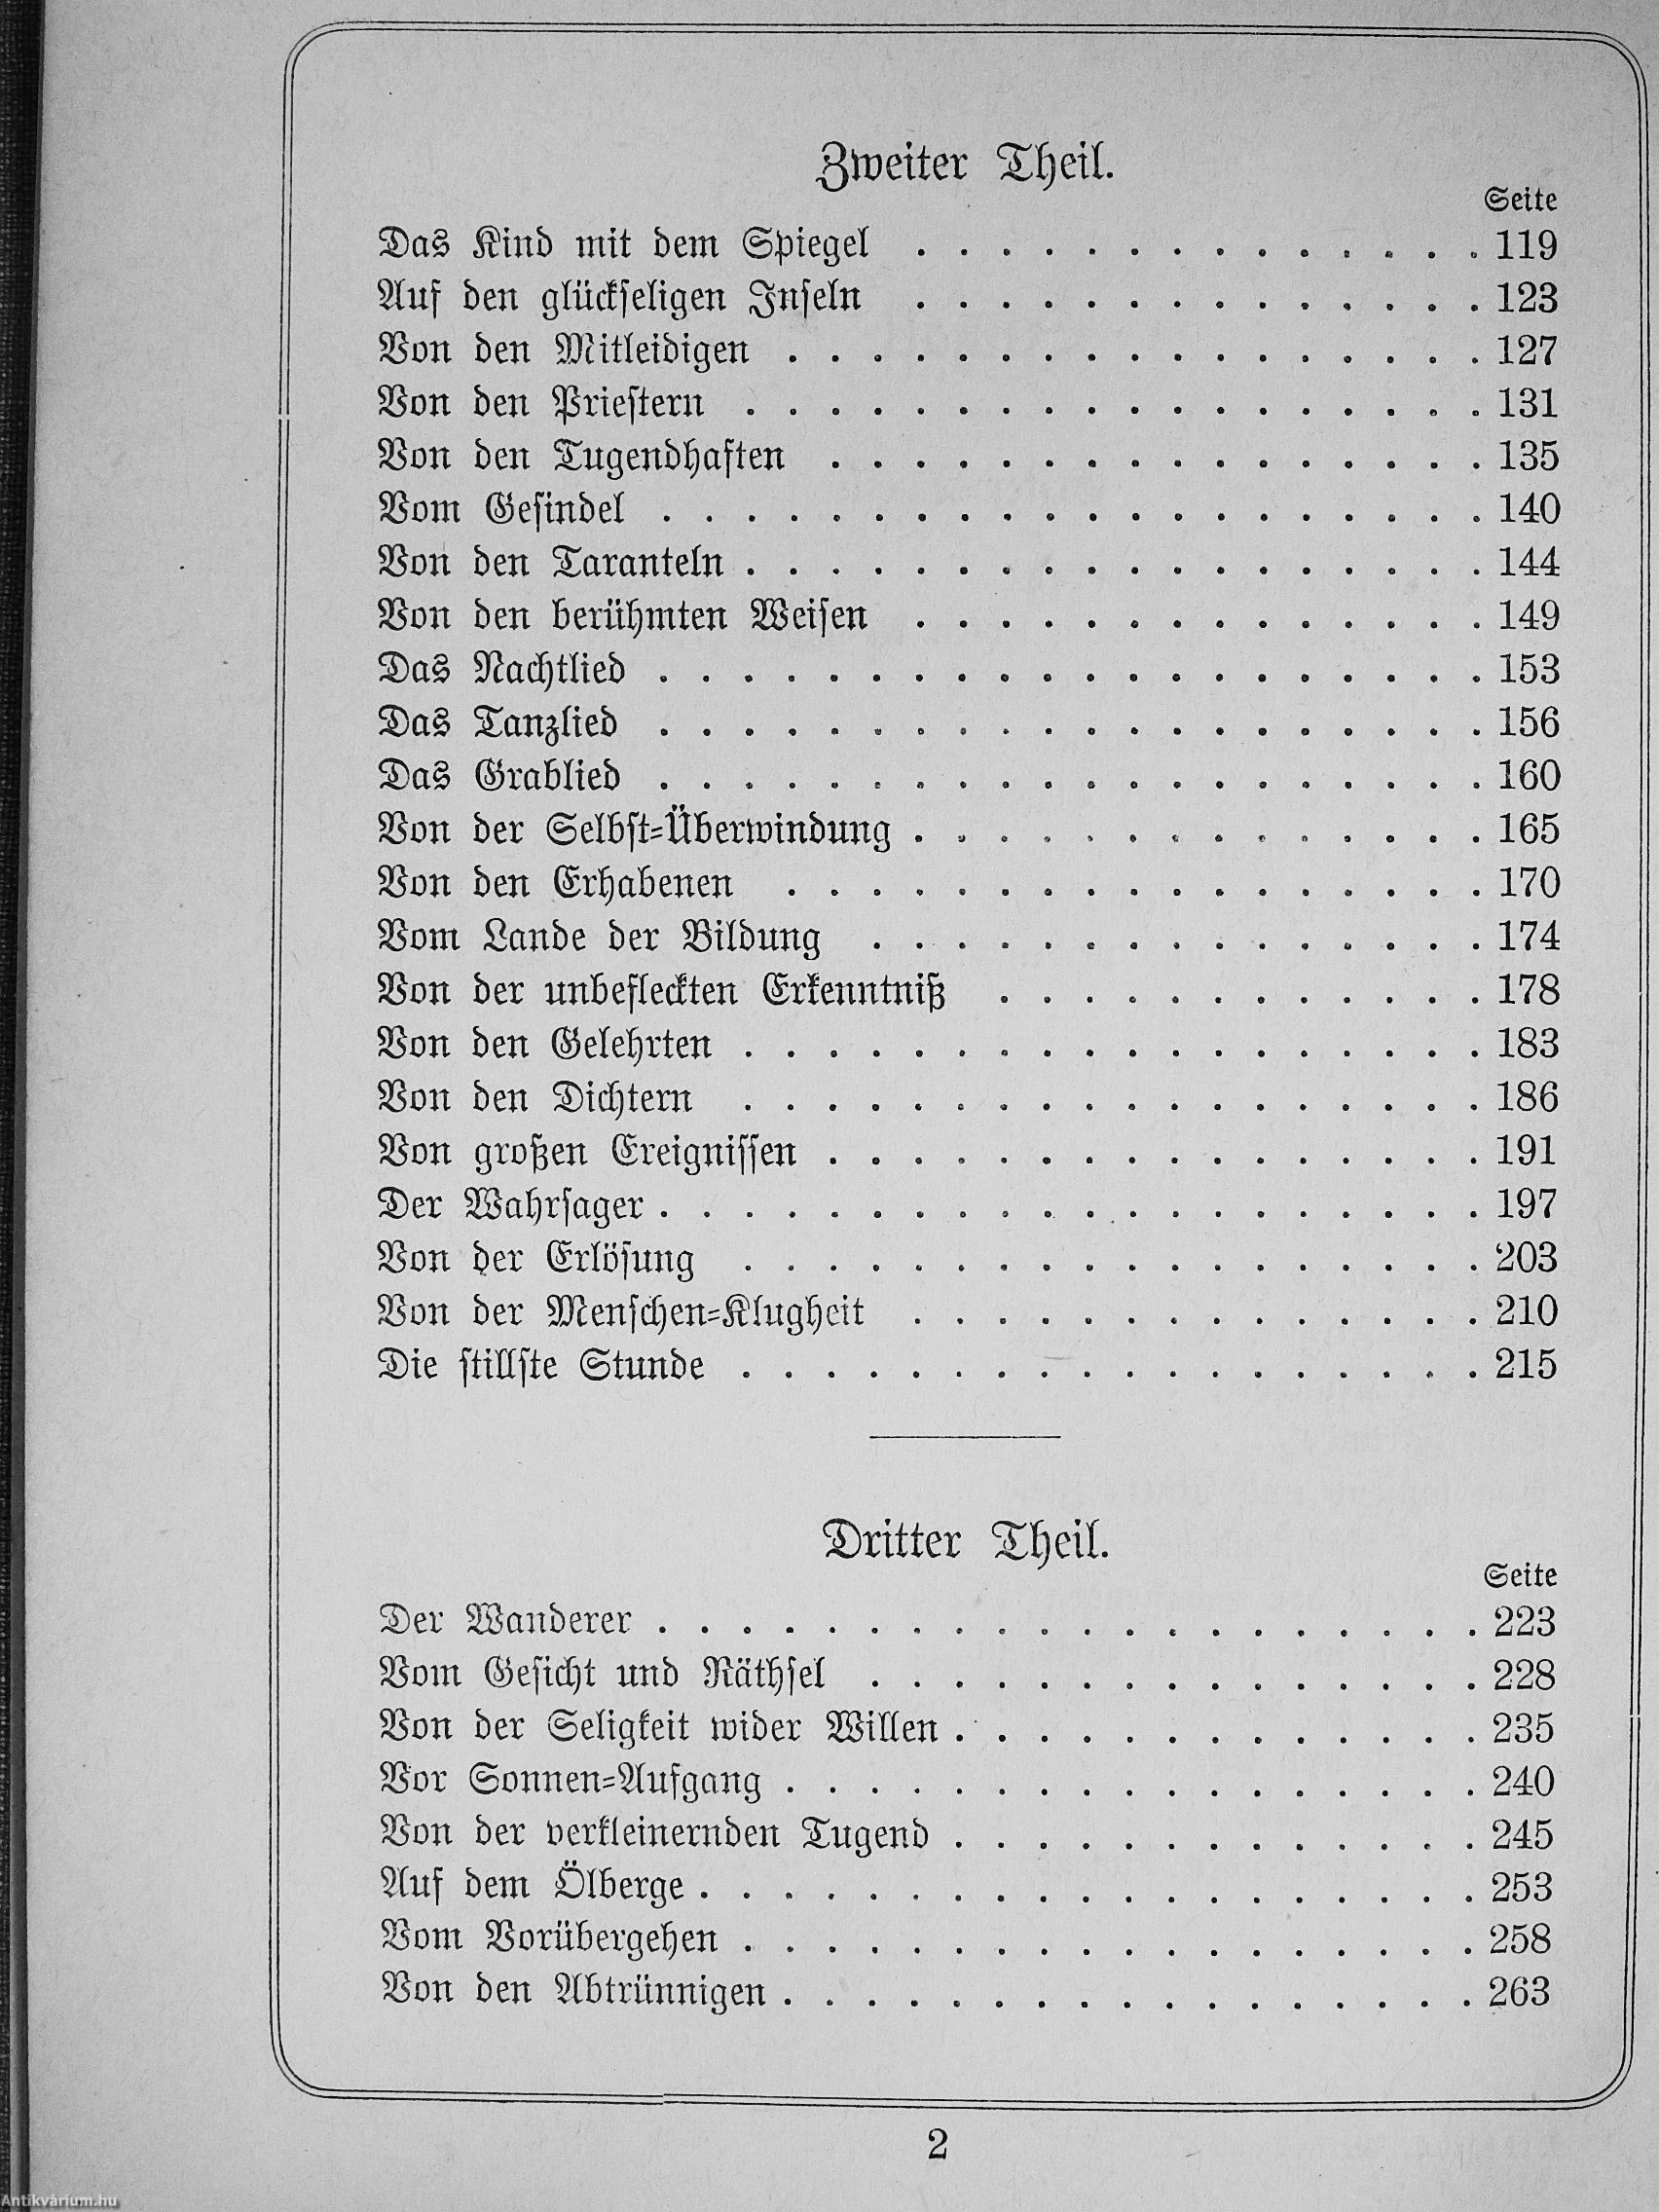 Zweiter Theil.
Seite
Das Kind mit dem Spiegel . . . . . . . . . . . . . . 119
Auf den glückſeligen Inſeln . . . . . . . . . . . . . . 123
Von den Mitleidigen . . . . . . . . . . . . . . . . . 127
Von den Prieſtern . . . . . . . . . . . . . . . . . . 131
Von den Tugendhaften . . . . . . . . . . . . . . . . 135
Vom Geſindel . . . . . . . . . . . . . . . . . . . . 140
Von den Taranteln . . . . . . . . . . . . . . . . . . 144
Von den berühmten Weiſen . . . . . . . . . . . . . . 149
Das Nachtlied . . . . . . . . . . . . . . . . . . . . 153
Das Tanzlied . . . . . . . . . . . . . . . . . . . . 156
Das Grablied . . . . . . . . . . . . . . . . . . . . 160
Von der Selbſt=Überwindung . . . . . . . . . . . . . . 165
Von den Erhabenen . . . . . . . . . . . . . . . . . 170
Vom Lande der Bildung . . . . . . . . . . . . . . . 174
Von der unbefleckten Erkenntniß . . . . . . . . . . . . 178
Von den Gelehrten . . . . . . . . . . . . . . . . . . 183
Von den Dichtern . . . . . . . . . . . . . . . . . . 186
Von großen Ereigniſſen . . . . . . . . . . . . . . . . 191
Der Wahrſager . . . . . . . . . . . . . . . . . . . . 197
Von der Erlöſung . . . . . . . . . . . . . . . . . . 203
Von der Menſchen=Klugheit . . . . . . . . . . . . . . 210
Die ſtillſte Stunde . . . . . . . . . . . . . . . . . . 215
Dritter Theil.
Seite
Der Wanderer . . . . . . . . . . . . . . . . . . . . 223
Vom Geſicht und Räthſel . . . . . . . . . . . . . . . 228
Von der Seligkeit wider Willen . . . . . . . . . . . . . 235
Vor Sonnen=Aufgang . . . . . . . . . . . . . . . . . 240
Von der verkleinernden Tugend . . . . . . . . . . . . . 245
Auf dem Ölberge . . . . . . . . . . . . . . . . . . . 253
Vom Vorübergehen . . . . . . . . . . . . . . . . . . 258
Von den Abtrünnigen . . . . . . . . . . . . . . . . . 263
2
Antikvárium.hu